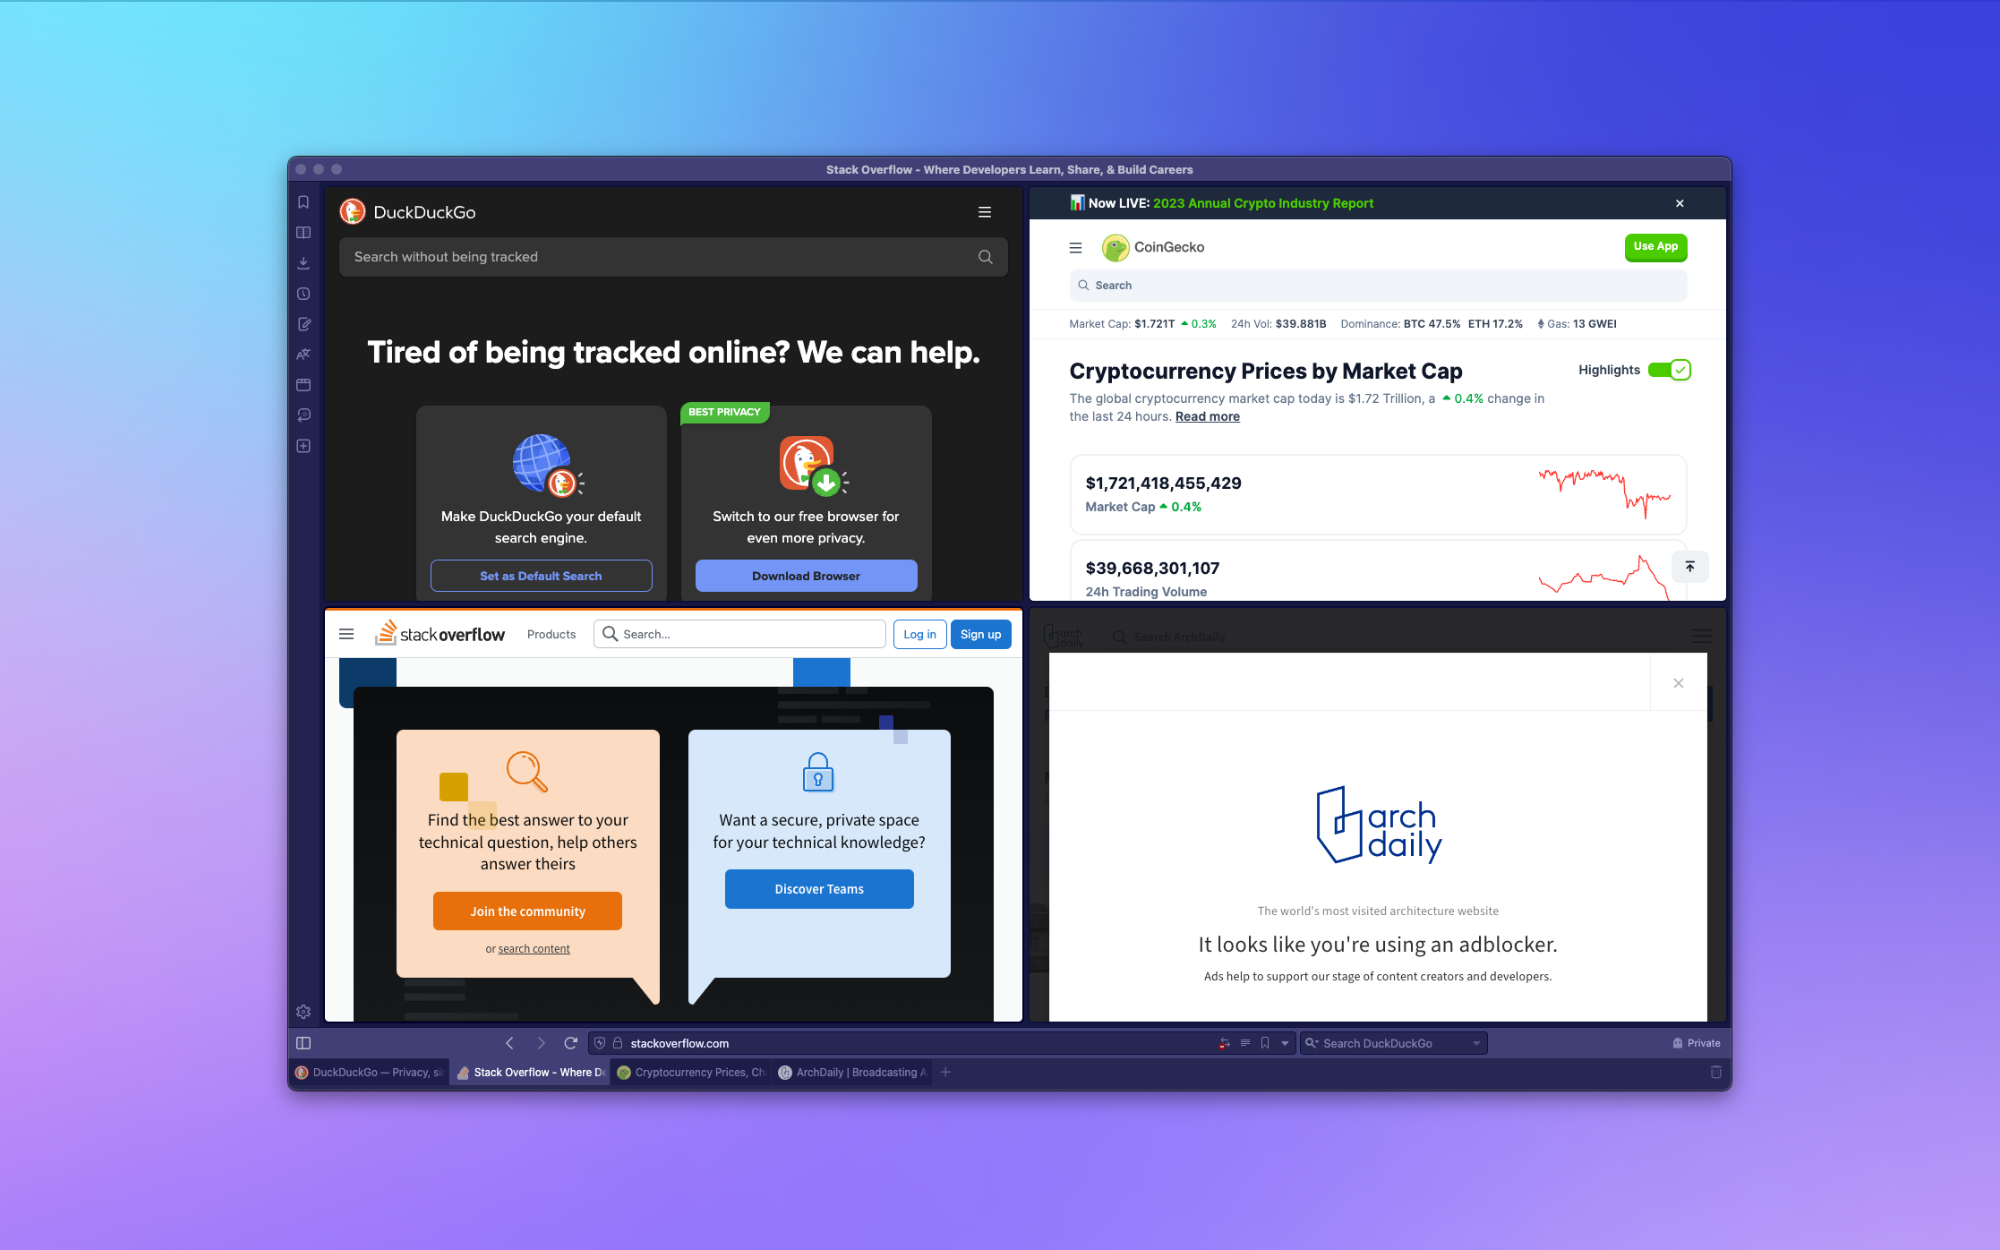 Stack Overflow - Where Developers Learn, Share, & Build Careers
DuckDuckGo
Search without being tracked
Tired of being tracked online? We can help.
Make DuckDuckGo your default
search engine.
Set as Default Search
BEST PRIVACY
Switch to our free browser for
even more privacy.
Download Browser
Now LIVE: 2023 Annual Crypto Industry Report
CoinGecko
Use App
Search
Market Cap: $1.721T 0.3% 24h Vol: $39.881B Dominance: BTC 47.5% ETH 17.2% Gas: 13 GWEI
Cryptocurrency Prices by Market Cap
Highlights
The global cryptocurrency market cap today is $1.72 Trillion, a 0.4% change in
the last 24 hours. Read more
$1,721,418,455,429
Market Cap 0.4%
$39,668,301,107
24h Trading Volume
stackoverflow
Products
Search...
Log in
Sign up
Find the best answer to your
technical question, help others
answer theirs
Join the community
or search content
Want a secure, private space
for your technical knowledge?
Discover Teams
arch
daily
Search ArchDaily
arch
daily
The world's most visited architecture website
It looks like you're using an adblocker.
Ads help to support our stage of content creators and developers.
stackoverflow.com
Search DuckDuckGo
Private
DuckDuckGo — Privacy, si
Stack Overflow - Where D
Cryptocurrency Prices, Ch
ArchDaily | Broadcasting A